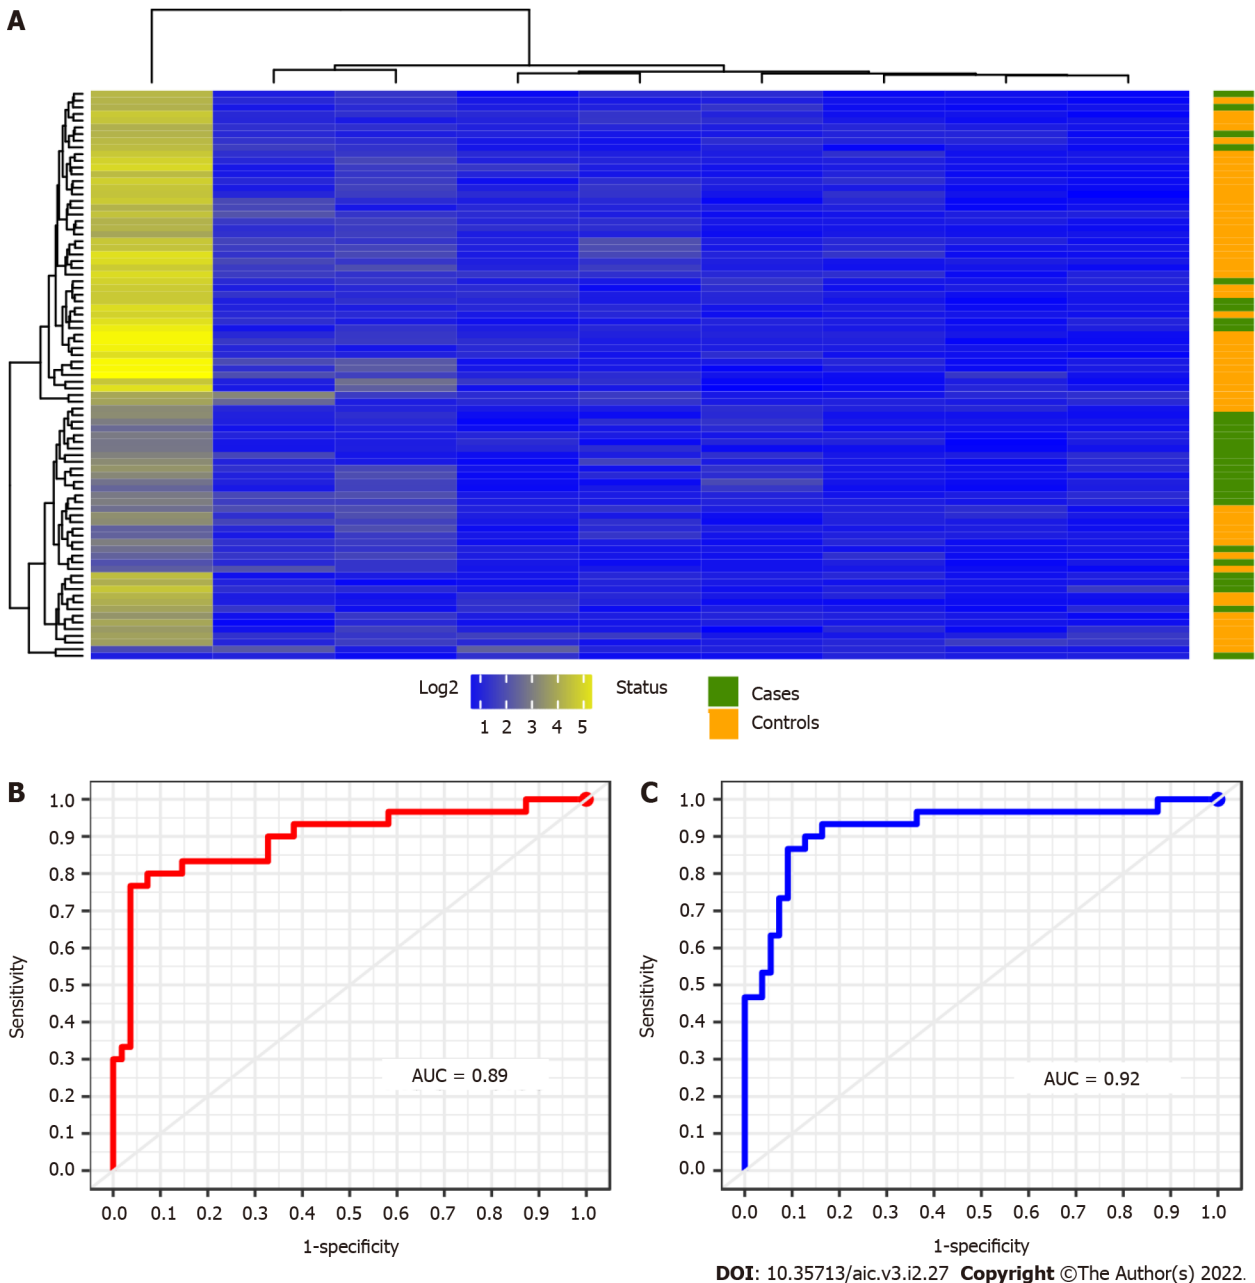 A
Log2
1 2 3 4 5
Status
Cases
Controls
B
1.0
0.9
0.8
0.7
0.6
0.5
0.4
0.3
0.2
0.1
0.0
Sensitivity
AUC = 0.89
0.0 0.1 0.2 0.3 0.4 0.5 0.6 0.7 0.8 0.9 1.0
1-specificity
C
1.0
0.9
0.8
0.7
0.6
0.5
0.4
0.3
0.2
0.1
0.0
Sensitivity
AUC = 0.92
0.0 0.1 0.2 0.3 0.4 0.5 0.6 0.7 0.8 0.9 1.0
1-specificity
DOI: 10.35713/aic.v3.i2.27 Copyright ©The Author(s) 2022.